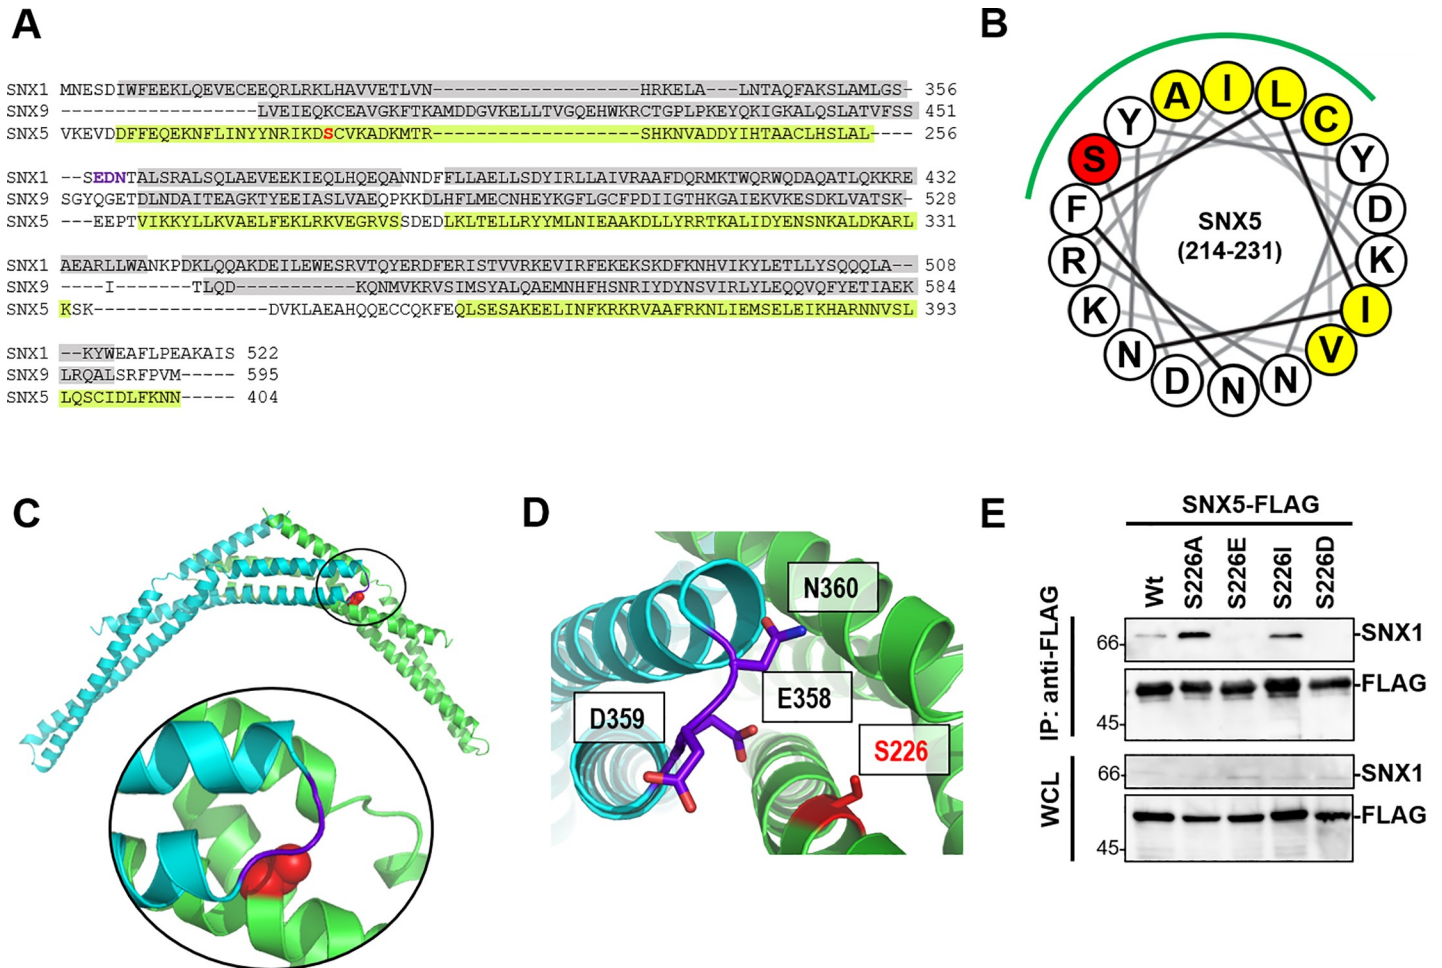 A
SNX1 MNESDIWFEEKLQEVECEEQRLRKLHAVVETLVN-------------------HRKELA---LNTAQFAKSLAMLGS- 356
SNX9 ------------------LVEIEQKCEAVGKFTKAMDDGVKELLTVGQEHWKRCTGPLPKEYQKIGKALQSLATVFSS 451
SNX5 VKEVDDFFEQEKNFLINYYNRIKDSCVKADKMTR-------------------SHKNVADDYIHTAACLHSLAL---- 256
SNX1 --SEDNTALSRALSQLAEVEEKIEQLHQEQANNDFFLLAELLSDYIRLLAIVRAAFDQRMKTWQRWQDAQATLQKKRE 432
SNX9 SGYQGETDLNDAITEAGKTYEEIASLVAEQPKKDLHFLMECNHEYKGFLGCFPDIIGTHKGAIEKVKESDKLVATSK- 528
SNX5 ---EEPTVIKKYLLKVAELFEKLRKVEGRVSSDEDLKLTELLRYYMLNIEAAKDLLYRRTKALIDYENSNKALDKARL 331
SNX1 AEARLLWANKPDKLQQAKDEILEWESRVTQYERDFERISTVVRKEVIRFEKEKSKDFKNHVIKYLETLLYSQQQLA-- 508
SNX9 ----I-------TLQD-----------KQNMVKRVSIMSYALQAEMNHFHSNRIYDYNSVIRLYLEQQVQFYETIAEK 584
SNX5 KSK----------------DVKLAEAHQQECCQKFEQLSESAKEELINFKRKRVAAFRKNLIEMSELEIKHARNNVSL 393
SNX1 --KYWEAFLPEAKAIS 522
SNX9 LRQALSRFPVM----- 595
SNX5 LQSCIDLFKNN----- 404
B
S Y A I L C Y D K I V N N D N K R F
SNX5
(214-231)
C
D
N360
E358
D359
S226
E
SNX5-FLAG
Wt S226A S226E S226I S226D
IP: anti-FLAG
66- -SNX1
-FLAG
45-
WCL
66- -SNX1
-FLAG
45-